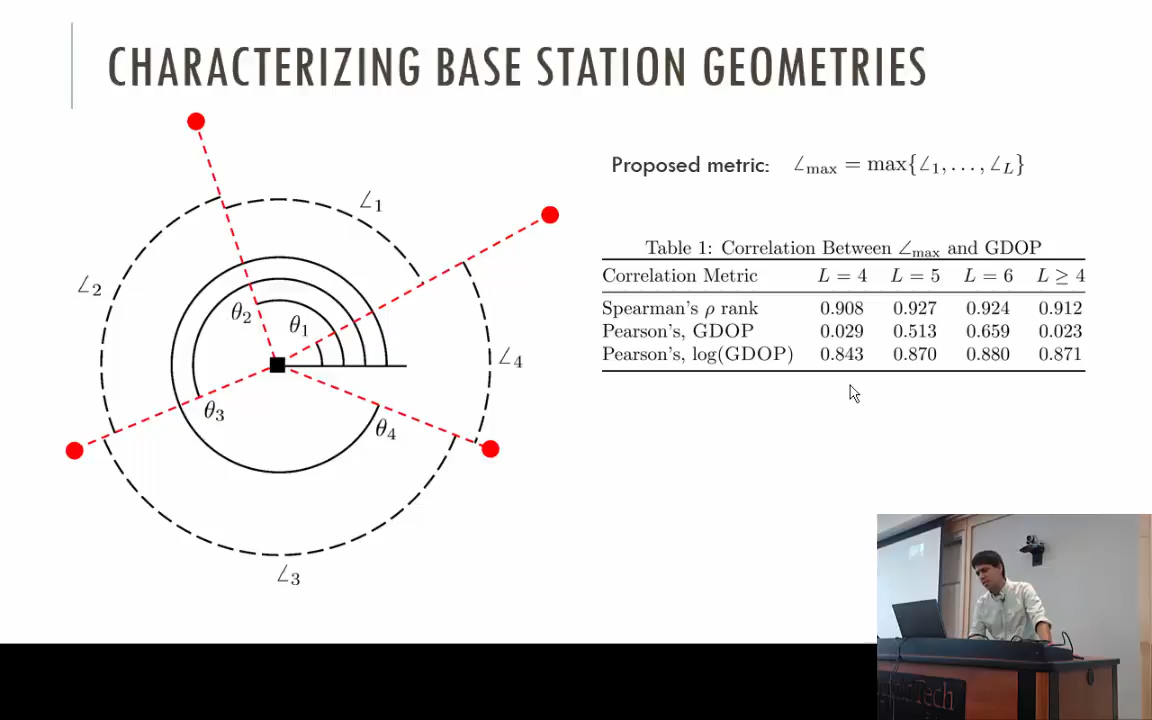 CHARACTERIZING BASE STATION GEOMETRIES
∠1
∠2
θ2
θ1
∠4
θ3
θ4
∠3
Proposed metric: ∠max = max{∠1, . . . , ∠L}
Table 1: Correlation Between ∠max and GDOP
Correlation Metric L = 4 L = 5 L = 6 L ≥ 4
Spearman's ρ rank 0.908 0.927 0.924 0.912
Pearson's, GDOP 0.029 0.513 0.659 0.023
Pearson's, log(GDOP) 0.843 0.870 0.880 0.871